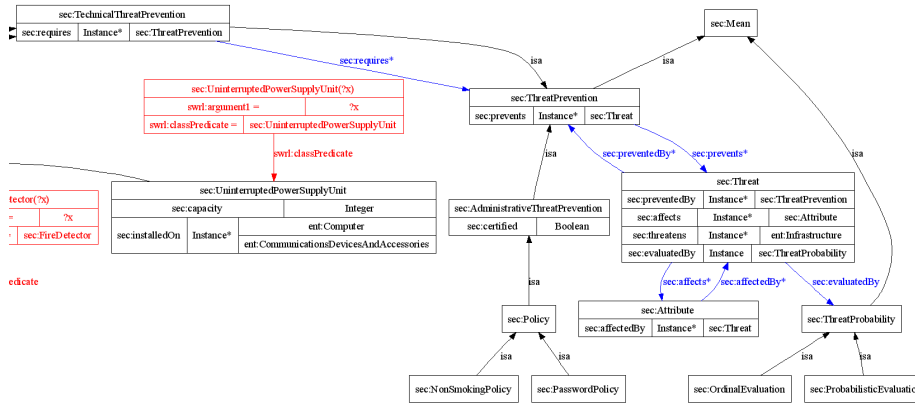 sec:TechnicalThreatPrevention
sec:requires Instance* sec:ThreatPrevention
sec:Mean
isa
isa
sec:requires*
sec:UninterruptedPowerSupplyUnit(?x)
swrl:argument1 = ?x
swrl:classPredicate = sec:UninterruptedPowerSupplyUnit
sec:ThreatPrevention
sec:prevents Instance* sec:Threat
swrl:classPredicate
isa
sec:preventedBy*
sec:prevents*
isa
sec:UninterruptedPowerSupplyUnit
sec:capacity Integer
sec:installedOn Instance* ent:Computer
ent:CommunicationsDevicesAndAccessories
etector(?x)
= ?x
= sec:FireDetector
edicate
sec:AdministrativeThreatPrevention
sec:certified Boolean
sec:Threat
sec:preventedBy Instance* sec:ThreatPrevention
sec:affects Instance* sec:Attribute
sec:threatens Instance* ent:Infrastructure
sec:evaluatedBy Instance sec:ThreatProbability
isa
sec:affects*
sec:affectedBy*
sec:evaluatedBy
sec:Policy
sec:Attribute
sec:affectedBy Instance* sec:Threat
sec:ThreatProbability
isa
isa
isa
isa
sec:NonSmokingPolicy
sec:PasswordPolicy
sec:OrdinalEvaluation
sec:ProbabilisticEvaluatio